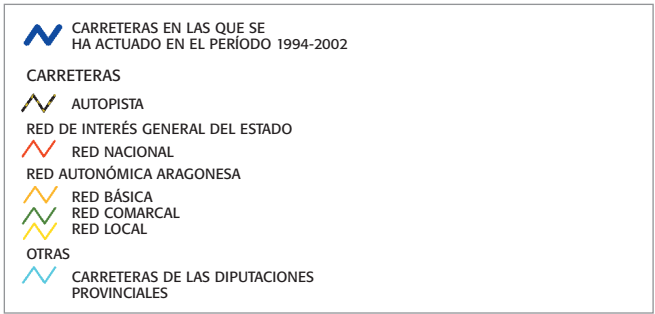 CARRETERAS EN LAS QUE SE
HA ACTUADO EN EL PERÍODO 1994-2002
CARRETERAS
AUTOPISTA
RED DE INTERÉS GENERAL DEL ESTADO
RED NACIONAL
RED AUTONÓMICA ARAGONESA
RED BÁSICA
RED COMARCAL
RED LOCAL
OTRAS
CARRETERAS DE LAS DIPUTACIONES
PROVINCIALES